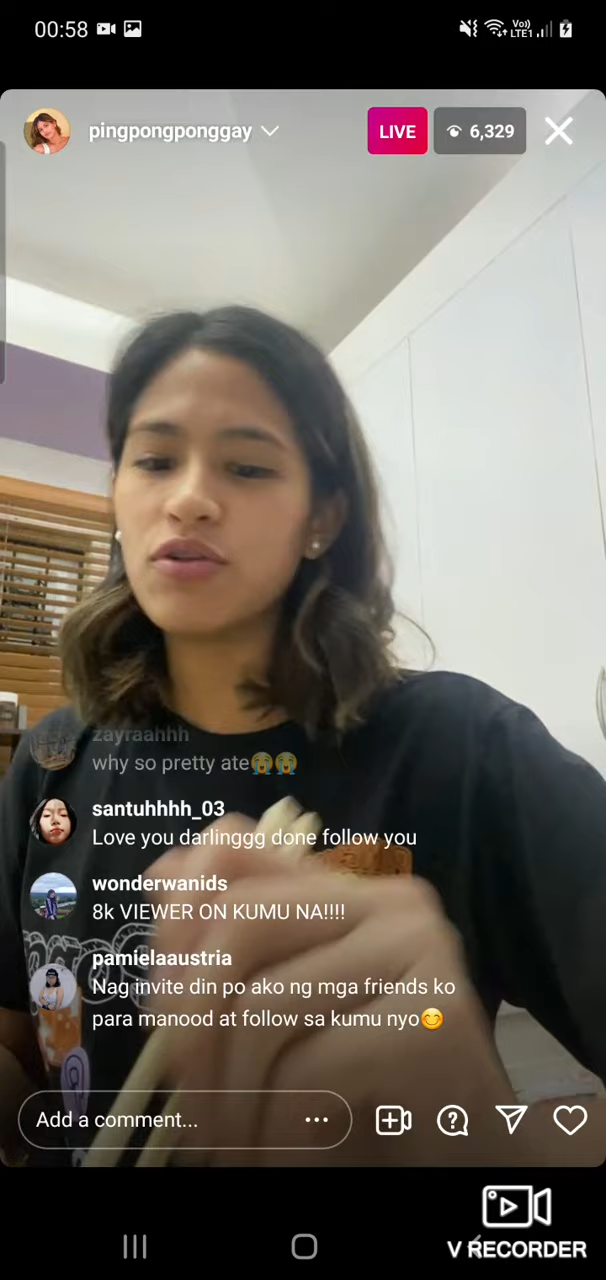 00:58
Vo))
LTE1
pingpongponggay
LIVE
6,329
zayraahhh
why so pretty ate😭😭
santuhhhh_03
Love you darlinggg done follow you
wonderwanids
8k VIEWER ON KUMU NA!!!!
pamielaaustria
Nag invite din po ako ng mga friends ko
para manood at follow sa kumu nyo😊
Add a comment...
V RECORDER